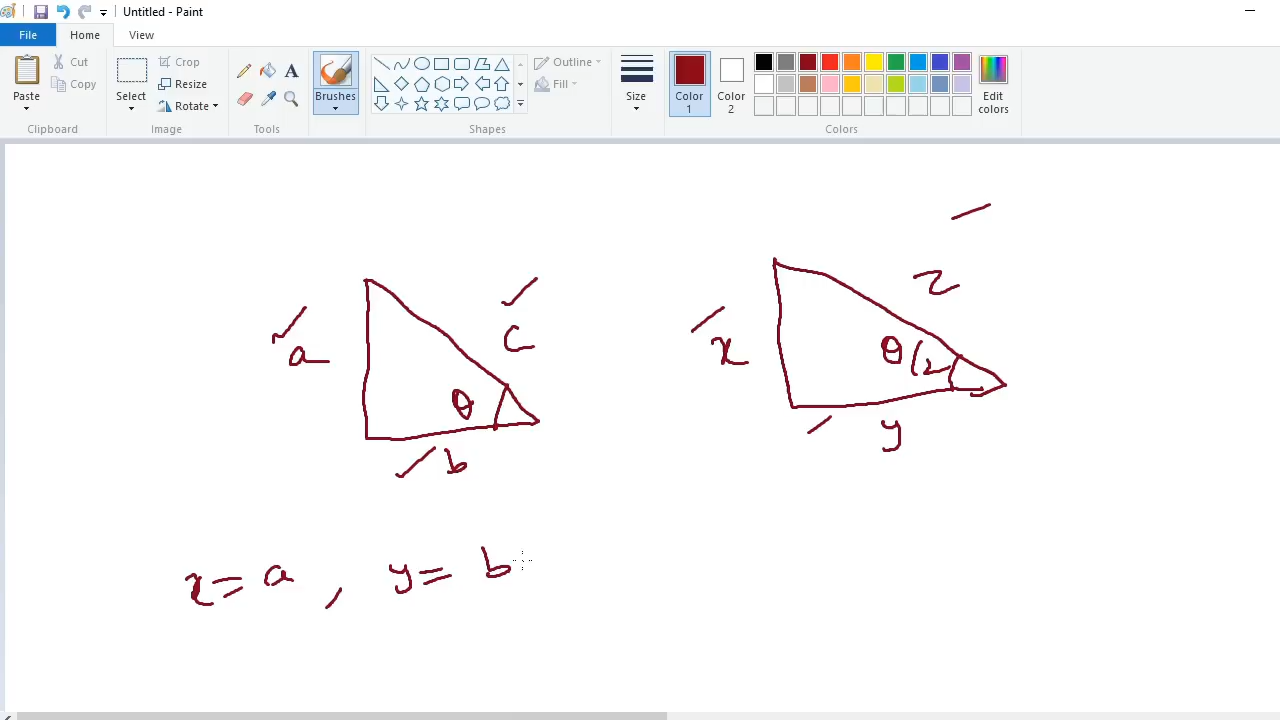 Untitled - Paint
File Home View
Paste Cut Copy Select Crop Resize Rotate Brushes Outline Fill Size Color 1 Color 2 Edit colors
Clipboard Image Tools Shapes Colors
a c θ b
x z θ/2 y
x = a , y = b